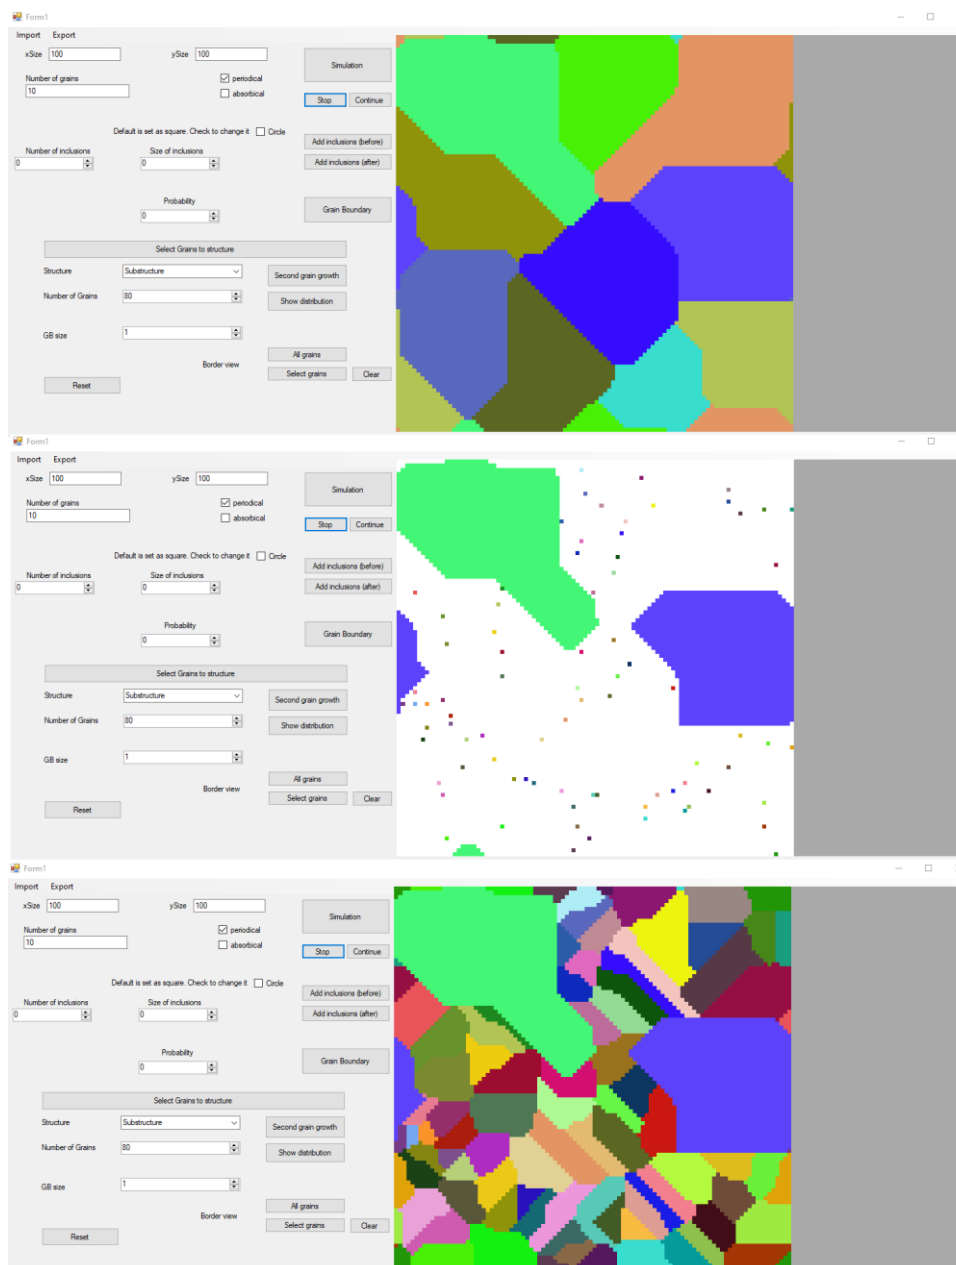 Form1
Import Export
xSize 100 ySize 100
Simulation
Number of grains
10
periodical
absorbical
Stop Continue
Default is set as square. Check to change it Circle
Add inclusions (before)
Number of inclusions Size of inclusions
0 0
Add inclusions (after)
Probability
0
Grain Boundary
Select Grains to structure
Structure Substructure
Second grain growth
Number of Grains 80
Show distribution
GB size 1
All grains
Border view
Select grains Clear
Reset
Form1
Import Export
xSize 100 ySize 100
Simulation
Number of grains
10
periodical
absorbical
Stop Continue
Default is set as square. Check to change it Circle
Add inclusions (before)
Number of inclusions Size of inclusions
0 0
Add inclusions (after)
Probability
0
Grain Boundary
Select Grains to structure
Structure Substructure
Second grain growth
Number of Grains 80
Show distribution
GB size 1
All grains
Border view
Select grains Clear
Reset
Form1
Import Export
xSize 100 ySize 100
Simulation
Number of grains
10
periodical
absorbical
Stop Continue
Default is set as square. Check to change it Circle
Add inclusions (before)
Number of inclusions Size of inclusions
0 0
Add inclusions (after)
Probability
0
Grain Boundary
Select Grains to structure
Structure Substructure
Second grain growth
Number of Grains 80
Show distribution
GB size 1
All grains
Border view
Select grains Clear
Reset